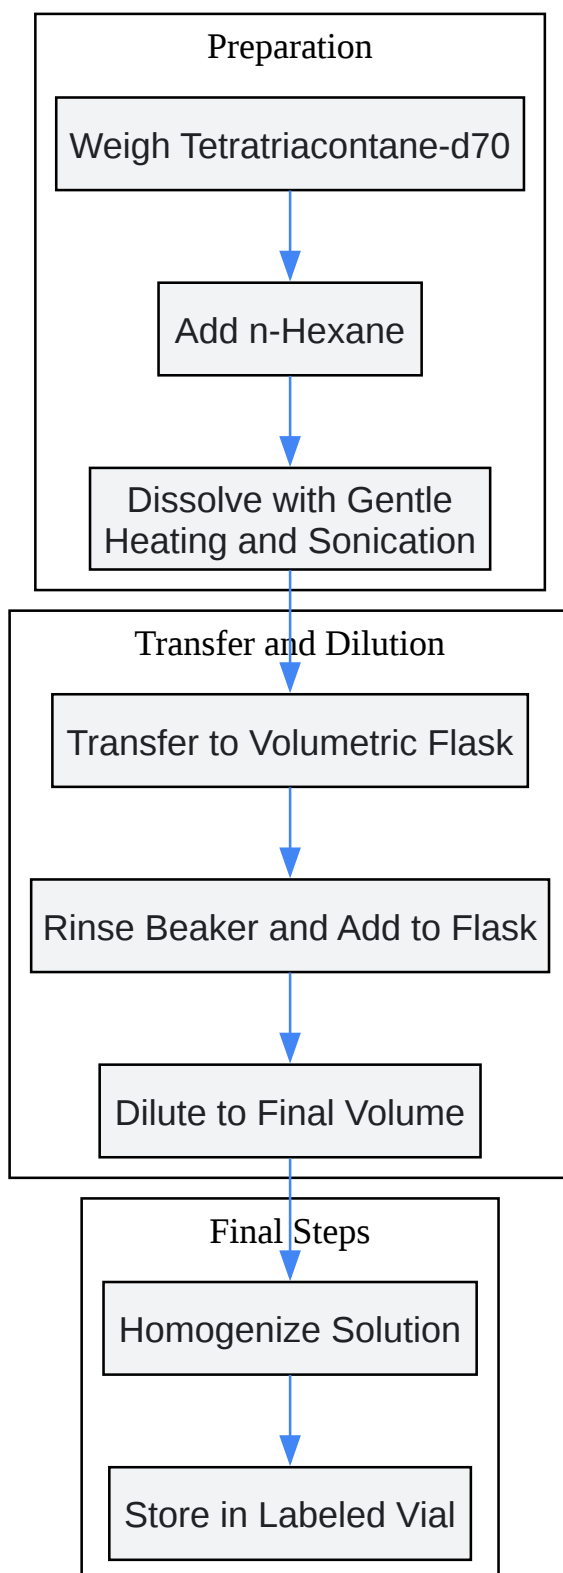 Preparation
Weigh Tetratriacontane-d70
Add n-Hexane
Dissolve with Gentle
Heating and Sonication
Transfer and Dilution
Transfer to Volumetric Flask
Rinse Beaker and Add to Flask
Dilute to Final Volume
Final Steps
Homogenize Solution
Store in Labeled Vial